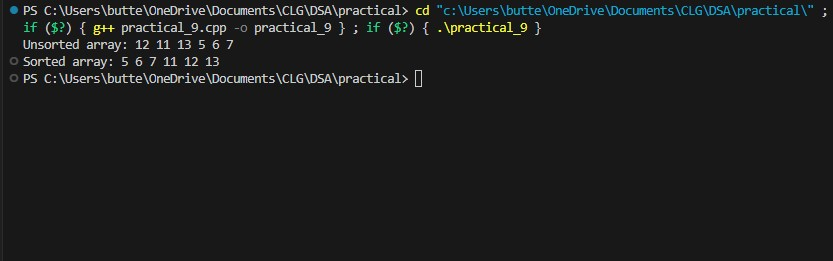 PS C:\Users\butte\OneDrive\Documents\CLG\DSA\practical> cd "c:\Users\butte\OneDrive\Documents\CLG\DSA\practical\" ;
if ($?) { g++ practical_9.cpp -o practical_9 } ; if ($?) { .\practical_9 }
Unsorted array: 12 11 13 5 6 7
Sorted array: 5 6 7 11 12 13
PS C:\Users\butte\OneDrive\Documents\CLG\DSA\practical>